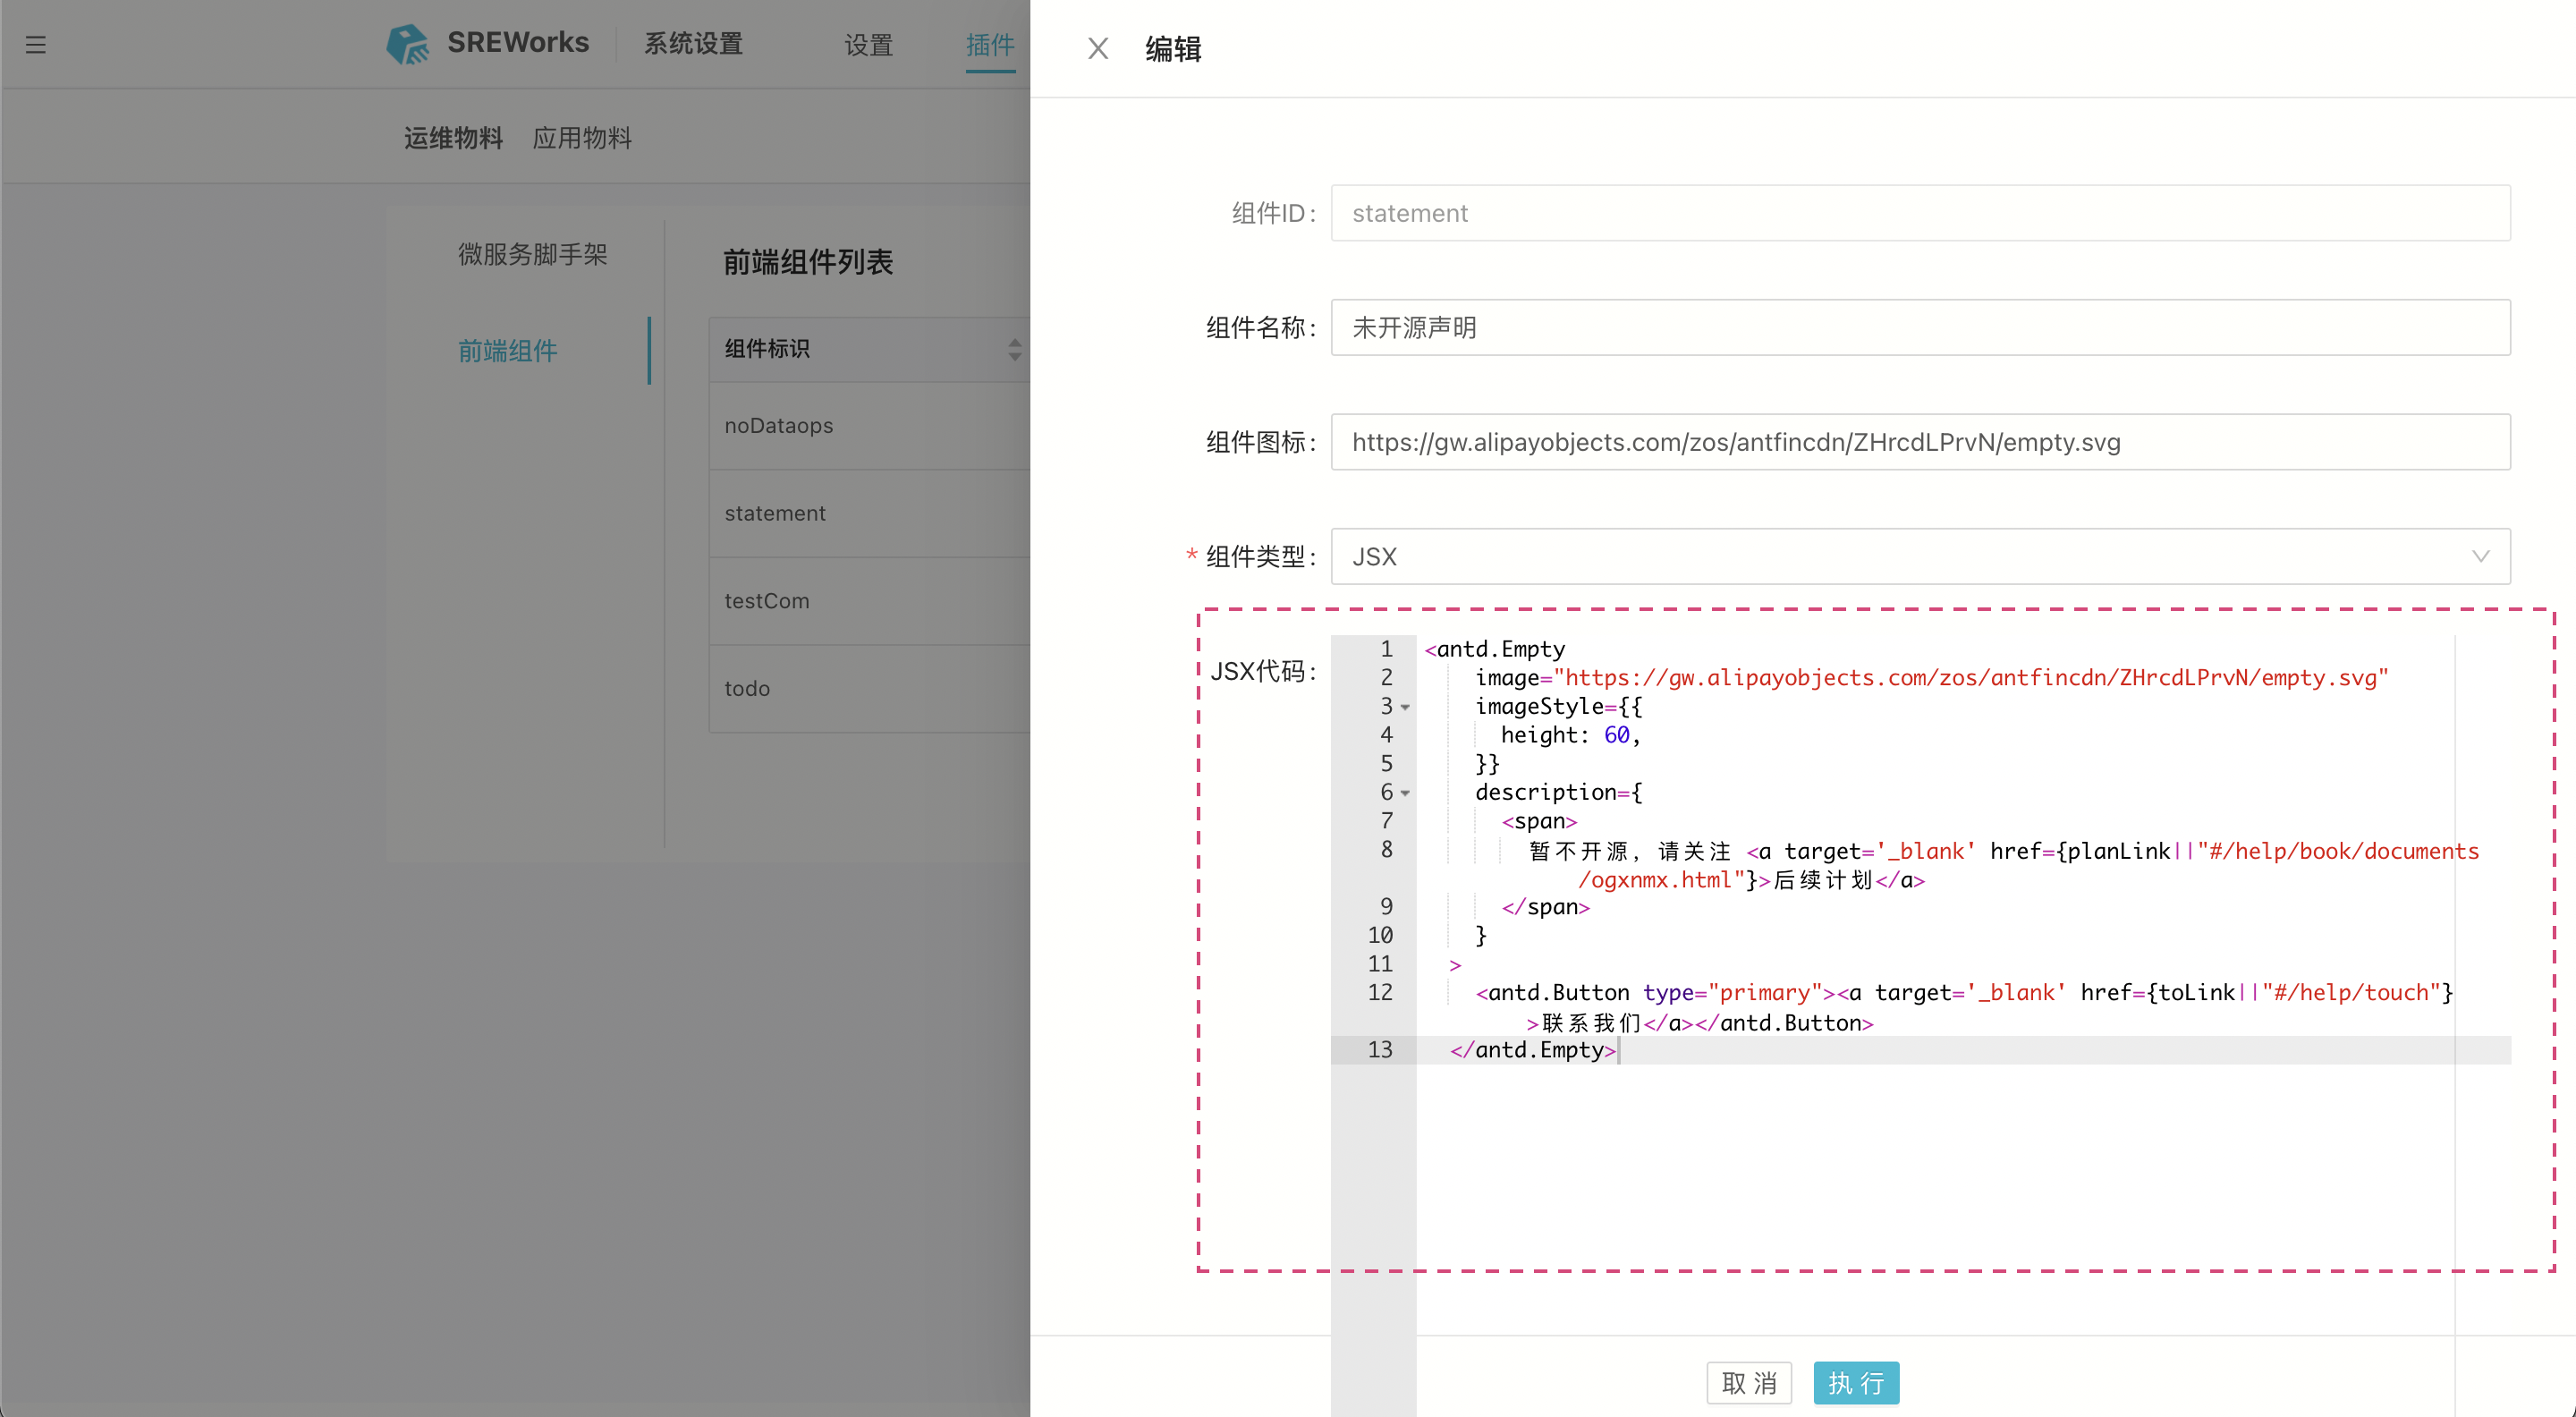 SREWorks
系统设置
设置
插件
运维物料
应用物料
微服务脚手架
前端组件
前端组件列表
组件标识
noDataops
statement
testCom
todo
编辑
组件ID :
statement
组件名称 :
未开源声明
组件图标 :
https://gw.alipayobjects.com/zos/antfincdn/ZHrcdLPrvN/empty.svg
* 组件类型 :
JSX
JSX代码 :
1 <antd.Empty
2 image="https://gw.alipayobjects.com/zos/antfincdn/ZHrcdLPrvN/empty.svg"
3 imageStyle={{
4 height: 60,
5 }}
6 description={
7 <span>
8 暂不开源，请关注 <a target='_blank' href={planLink||"#/help/book/documents
/ogxnmx.html"}>后续计划</a>
9 </span>
10 }
11 >
12 <antd.Button type="primary"><a target='_blank' href={toLink||"#/help/touch"}
>联系我们</a></antd.Button>
13 </antd.Empty>
取 消
执 行